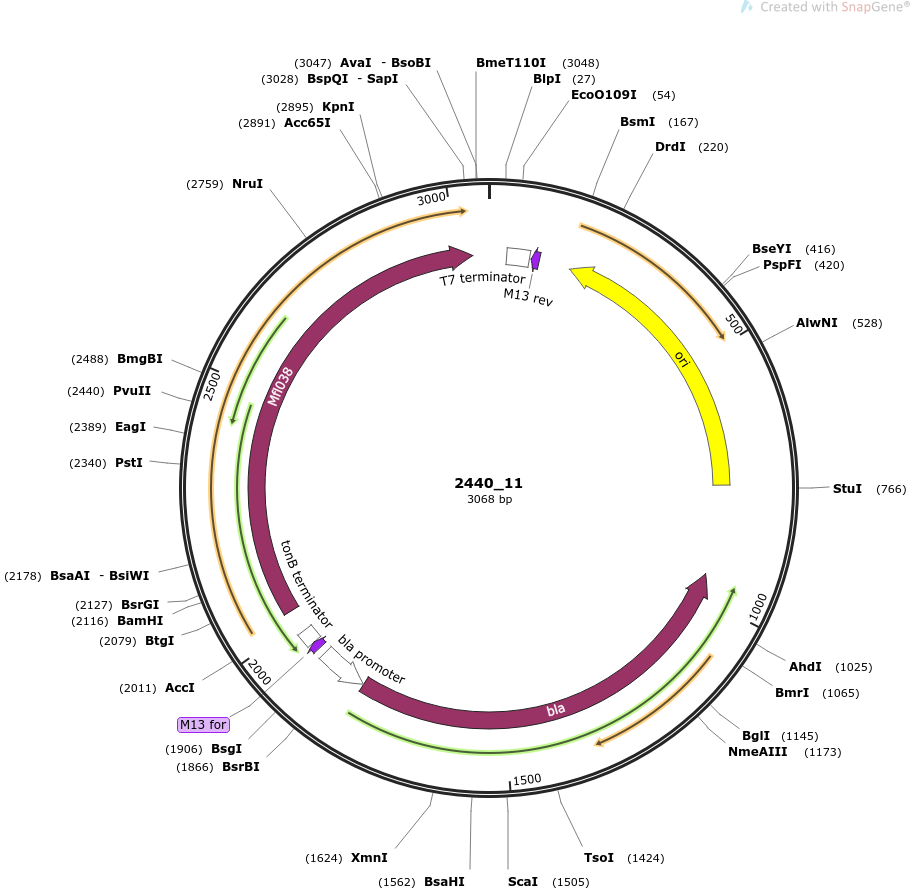 Created with SnapGene®
(3047) AvaI - BsoBI
BmeT110I (3048)
(3028) BspQI - SapI
BlpI (27)
EcoO109I (54)
(2895) KpnI
(2891) Acc65I
BsmI (167)
DrdI (220)
(2759) NruI
3000
BseYI (416)
PspFI (420)
T7 terminator
M13 rev
500
AlwNI (528)
ori
(2488) BmgBI
2500
Mfl038
(2440) PvuII
(2389) EagI
(2340) PstI
2440_11
3068 bp
StuI (766)
(2178) BsaAI - BsiWI
tonB terminator
(2127) BsrGI
(2116) BamHI
1000
(2079) BtgI
bla promoter
2000
AhdI (1025)
(2011) AccI
BmrI (1065)
bla
M13 for
BglI (1145)
(1906) BsgI
NmeAIII (1173)
(1866) BsrBI
1500
(1624) XmnI
TsoI (1424)
(1562) BsaHI
ScaI (1505)